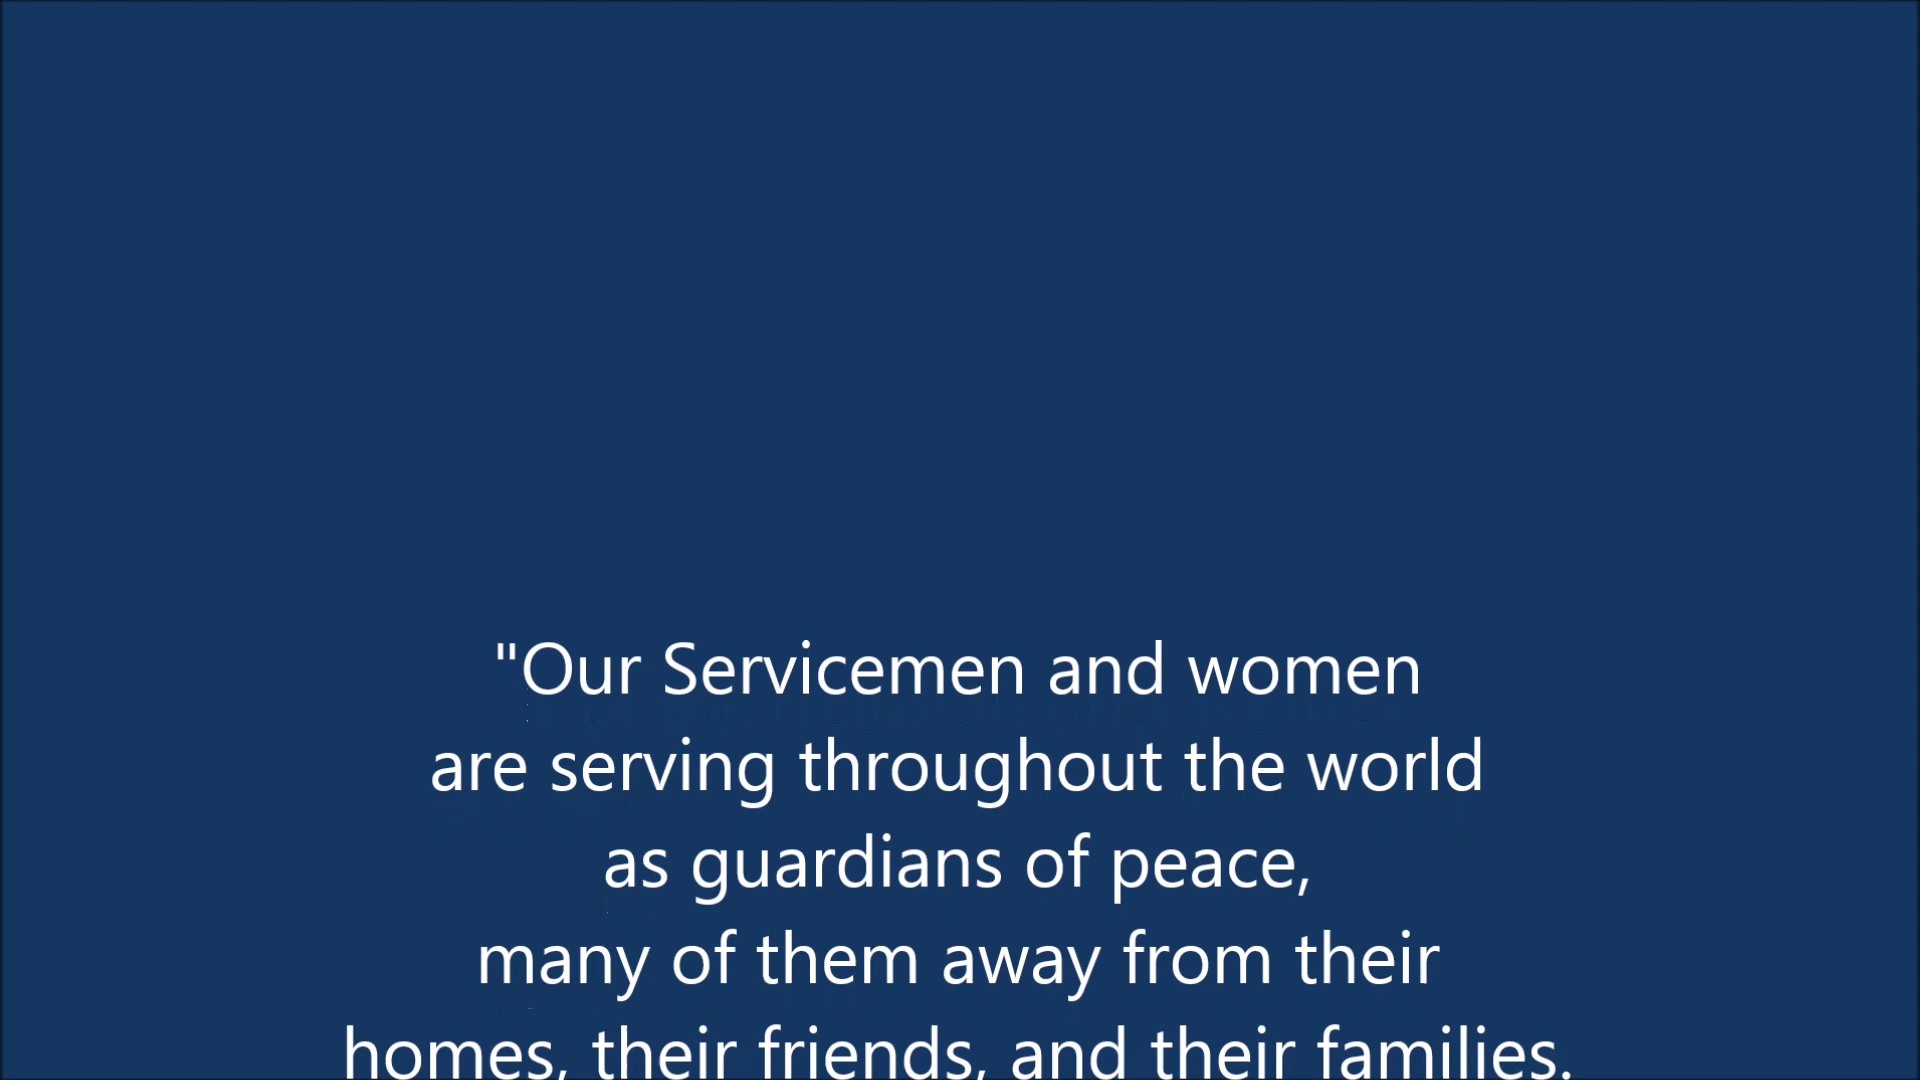 "Our Servicemen and women
are serving throughout the world
as guardians of peace,
many of them away from their
homes, their friends, and their families.